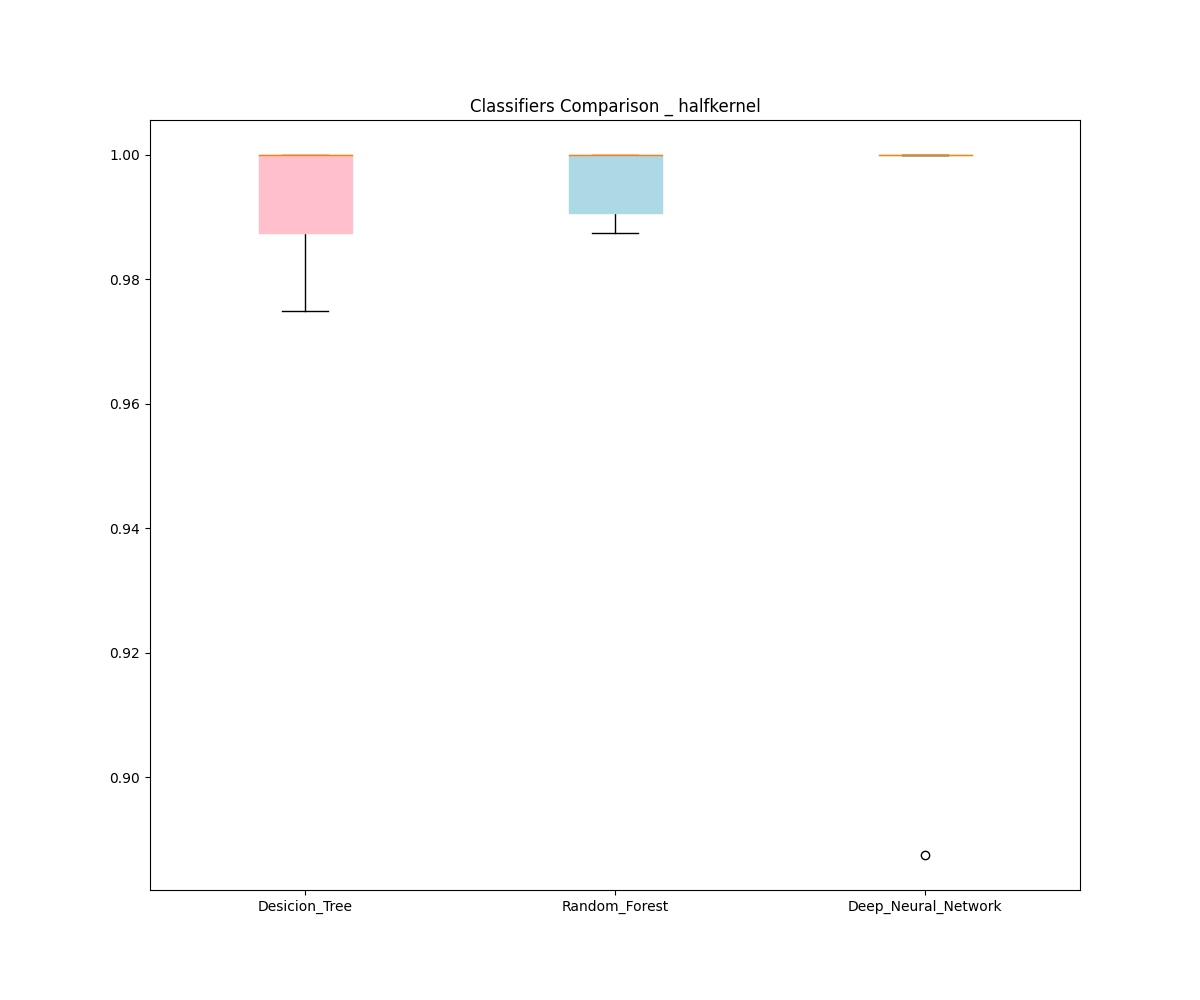 Classifiers Comparison _ halfkernel
1.00
0.98
0.96
0.94
0.92
0.90
Desicion_Tree
Random_Forest
Deep_Neural_Network